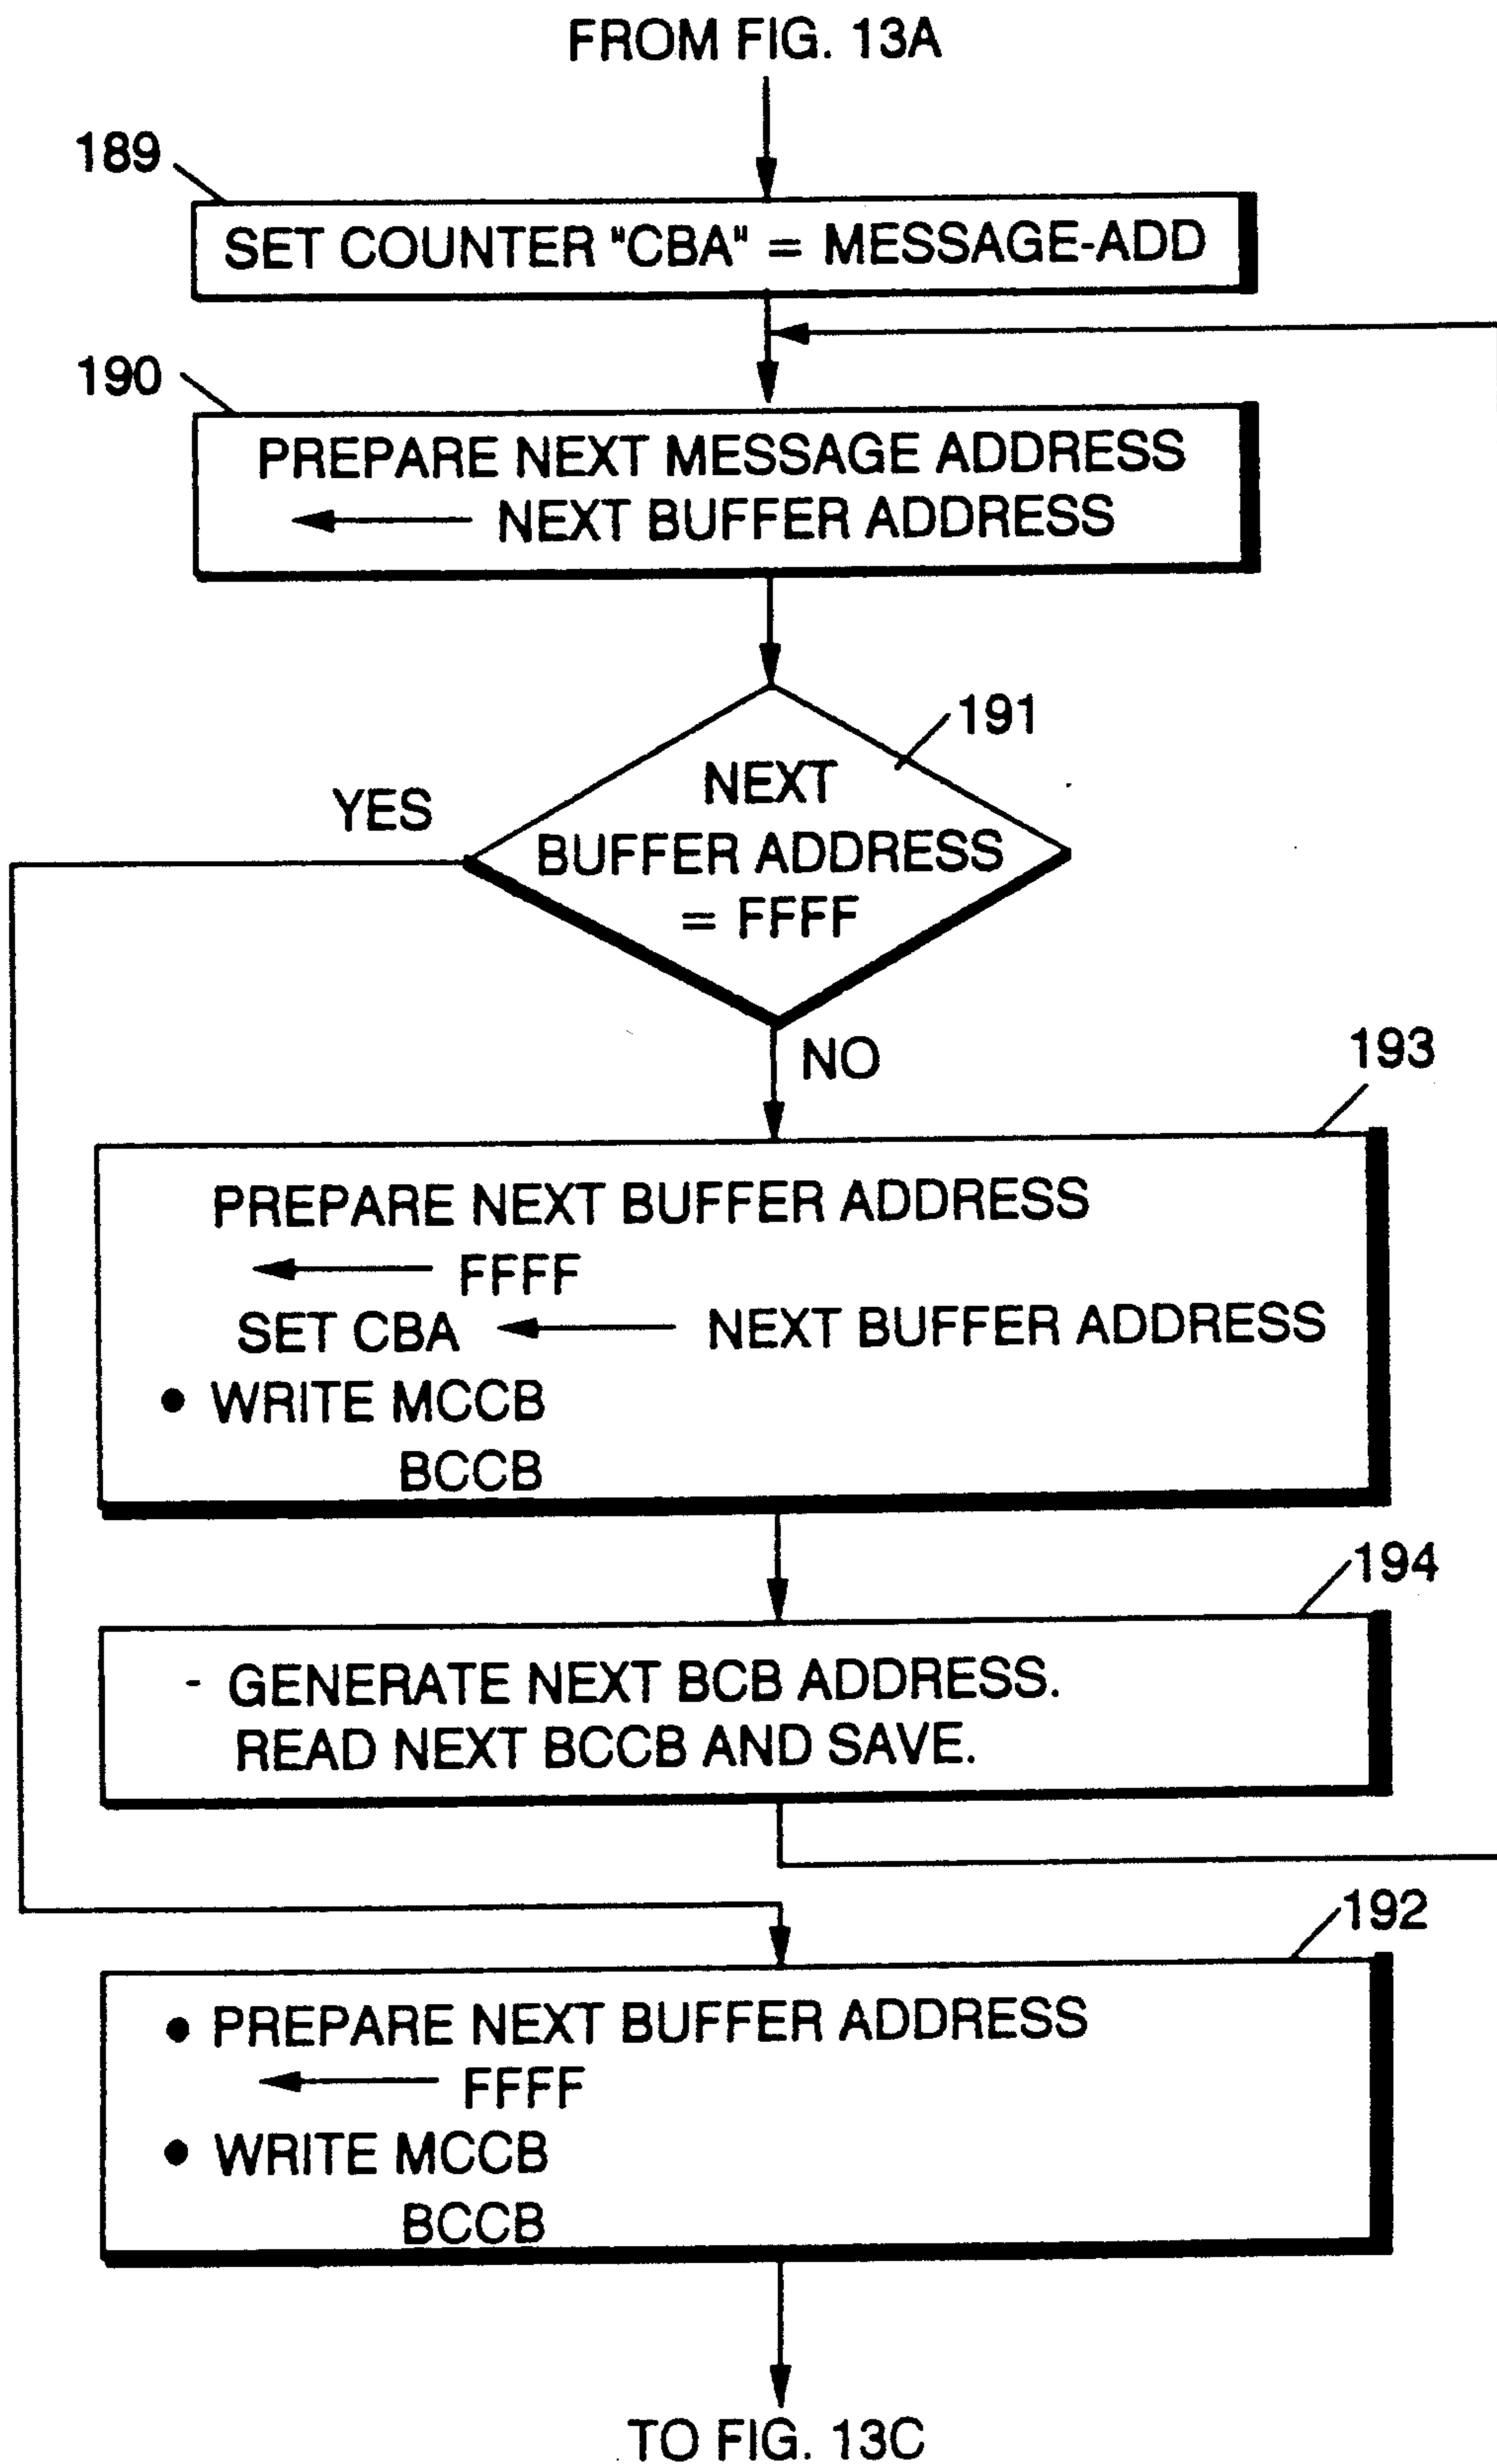 FROM FIG. 13A
189
SET COUNTER "CBA" = MESSAGE-ADD
190
PREPARE NEXT MESSAGE ADDRESS
← NEXT BUFFER ADDRESS
191
NEXT
BUFFER ADDRESS
= FFFF
YES
NO
193
PREPARE NEXT BUFFER ADDRESS
← FFFF
SET CBA ← NEXT BUFFER ADDRESS
• WRITE MCCB
BCCB
194
- GENERATE NEXT BCB ADDRESS.
READ NEXT BCCB AND SAVE.
192
• PREPARE NEXT BUFFER ADDRESS
← FFFF
• WRITE MCCB
BCCB
TO FIG. 13C